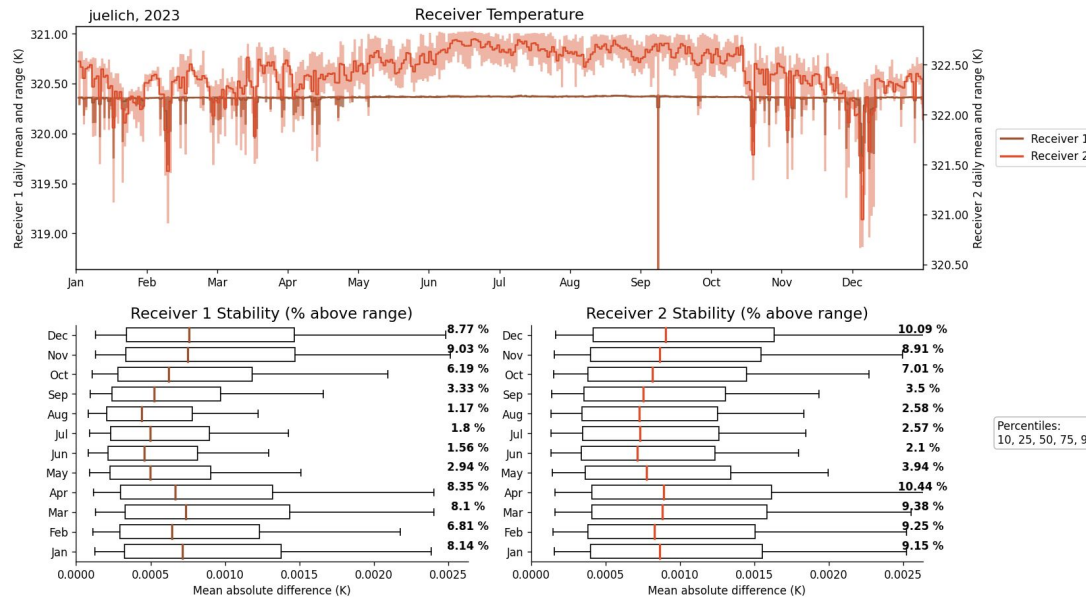 juelich, 2023
Receiver Temperature
Receiver 1 daily mean and range (K)
321.00
320.50
320.00
319.50
319.00
Receiver 2 daily mean and range (K)
322.50
322.00
321.50
321.00
320.50
Jan Feb Mar Apr May Jun Jul Aug Sep Oct Nov Dec
Receiver 1
Receiver 2
Receiver 1 Stability (% above range)
Dec 8.77 %
Nov 9.03 %
Oct 6.19 %
Sep 3.33 %
Aug 1.17 %
Jul 1.8 %
Jun 1.56 %
May 2.94 %
Apr 8.35 %
Mar 8.1 %
Feb 6.81 %
Jan 8.14 %
0.0000 0.0005 0.0010 0.0015 0.0020 0.0025
Mean absolute difference (K)
Receiver 2 Stability (% above range)
Dec 10.09 %
Nov 8.91 %
Oct 7.01 %
Sep 3.5 %
Aug 2.58 %
Jul 2.57 %
Jun 2.1 %
May 3.94 %
Apr 10.44 %
Mar 9.38 %
Feb 9.25 %
Jan 9.15 %
0.0000 0.0005 0.0010 0.0015 0.0020 0.0025
Mean absolute difference (K)
Percentiles:
10, 25, 50, 75,